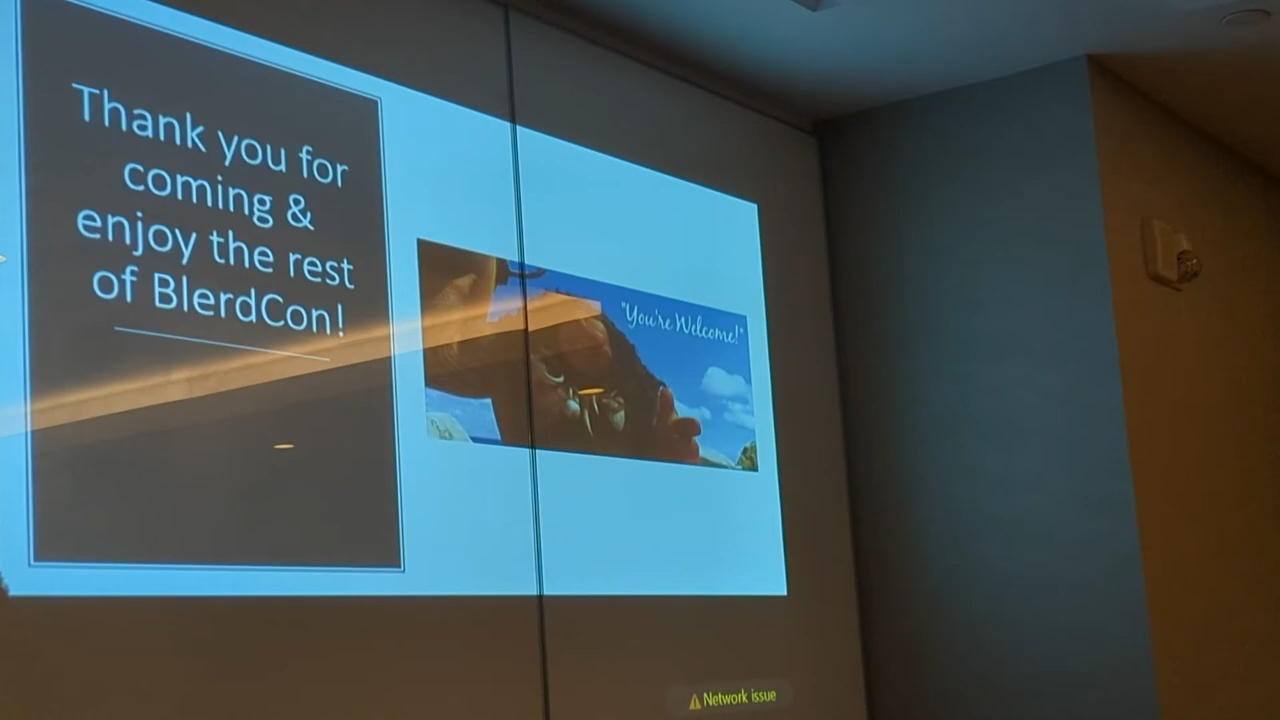 Thank you for
coming &
enjoy the rest
of BlerdCon!
"You're Welcome!"
Network issue